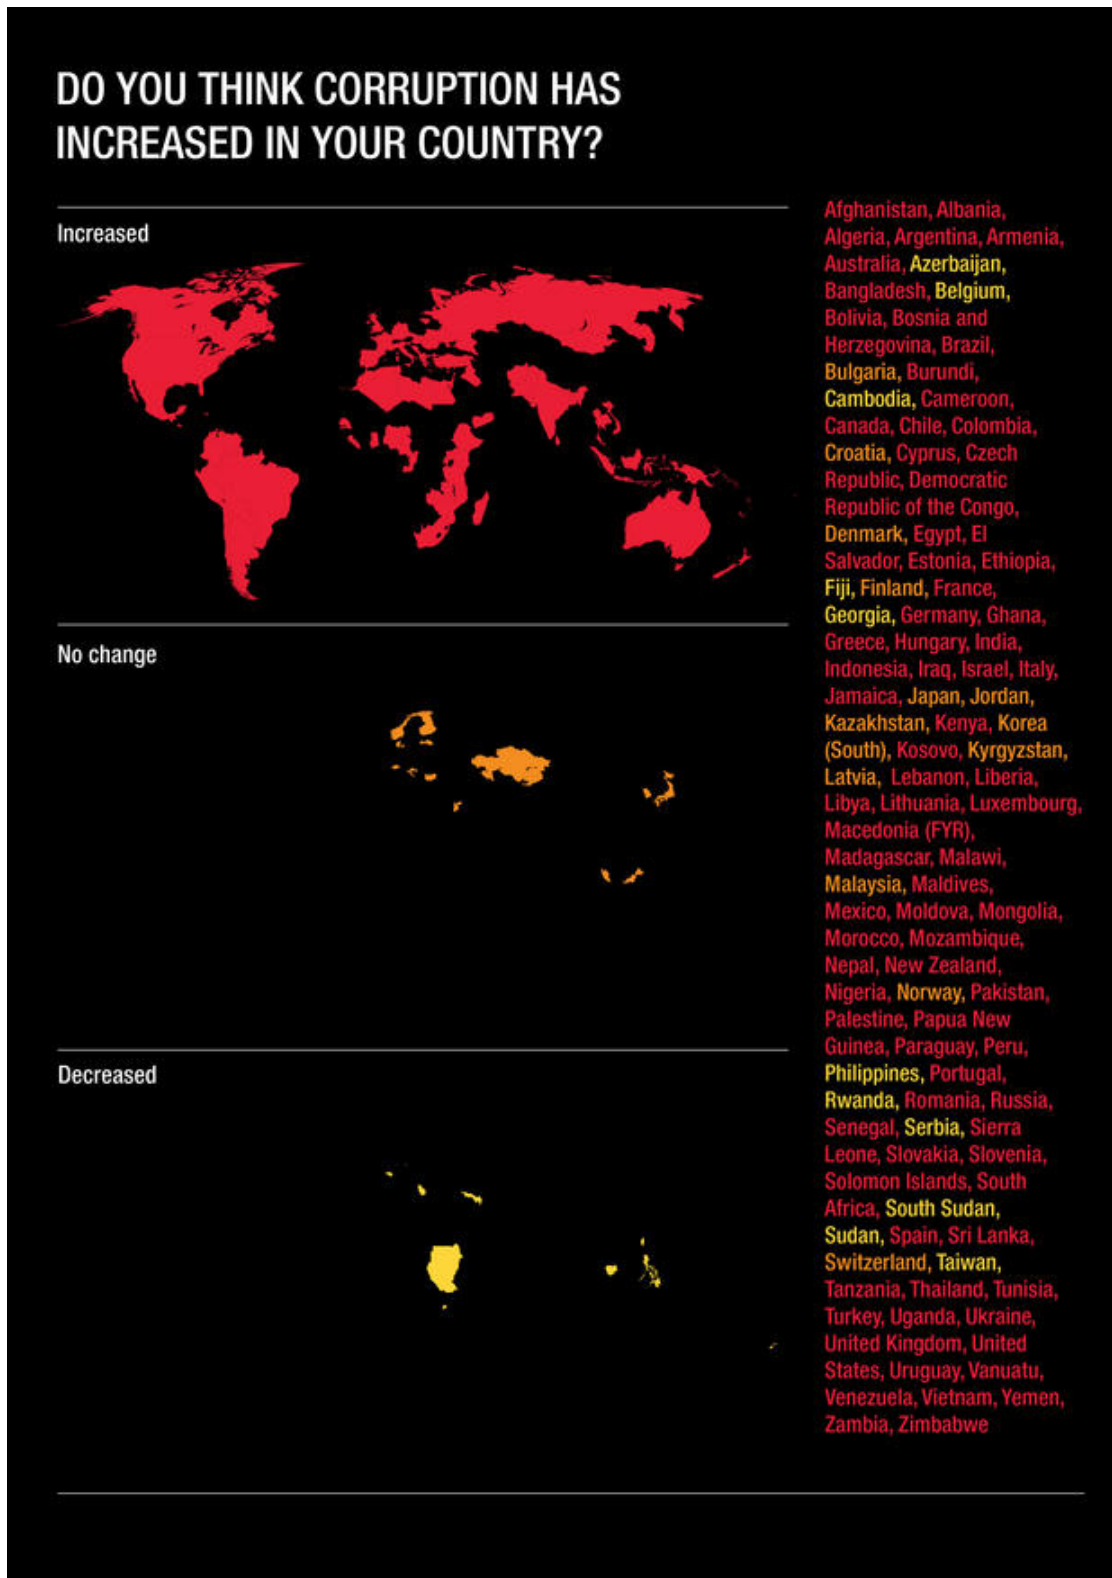 DO YOU THINK CORRUPTION HAS
INCREASED IN YOUR COUNTRY?
Increased
No change
Decreased
Afghanistan, Albania,
Algeria, Argentina, Armenia,
Australia, Azerbaijan,
Bangladesh, Belgium,
Bolivia, Bosnia and
Herzegovina, Brazil,
Bulgaria, Burundi,
Cambodia, Cameroon,
Canada, Chile, Colombia,
Croatia, Cyprus, Czech
Republic, Democratic
Republic of the Congo,
Denmark, Egypt, El
Salvador, Estonia, Ethiopia,
Fiji, Finland, France,
Georgia, Germany, Ghana,
Greece, Hungary, India,
Indonesia, Iraq, Israel, Italy,
Jamaica, Japan, Jordan,
Kazakhstan, Kenya, Korea
(South), Kosovo, Kyrgyzstan,
Latvia, Lebanon, Liberia,
Libya, Lithuania, Luxembourg,
Macedonia (FYR),
Madagascar, Malawi,
Malaysia, Maldives,
Mexico, Moldova, Mongolia,
Morocco, Mozambique,
Nepal, New Zealand,
Nigeria, Norway, Pakistan,
Palestine, Papua New
Guinea, Paraguay, Peru,
Philippines, Portugal,
Rwanda, Romania, Russia,
Senegal, Serbia, Sierra
Leone, Slovakia, Slovenia,
Solomon Islands, South
Africa, South Sudan,
Sudan, Spain, Sri Lanka,
Switzerland, Taiwan,
Tanzania, Thailand, Tunisia,
Turkey, Uganda, Ukraine,
United Kingdom, United
States, Uruguay, Vanuatu,
Venezuela, Vietnam, Yemen,
Zambia, Zimbabwe